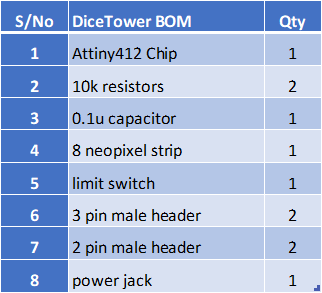 S/No DiceTower BOM Qty
1 Attiny412 Chip 1
2 10k resistors 2
3 0.1u capacitor 1
4 8 neopixel strip 1
5 limit switch 1
6 3 pin male header 2
7 2 pin male header 2
8 power jack 1